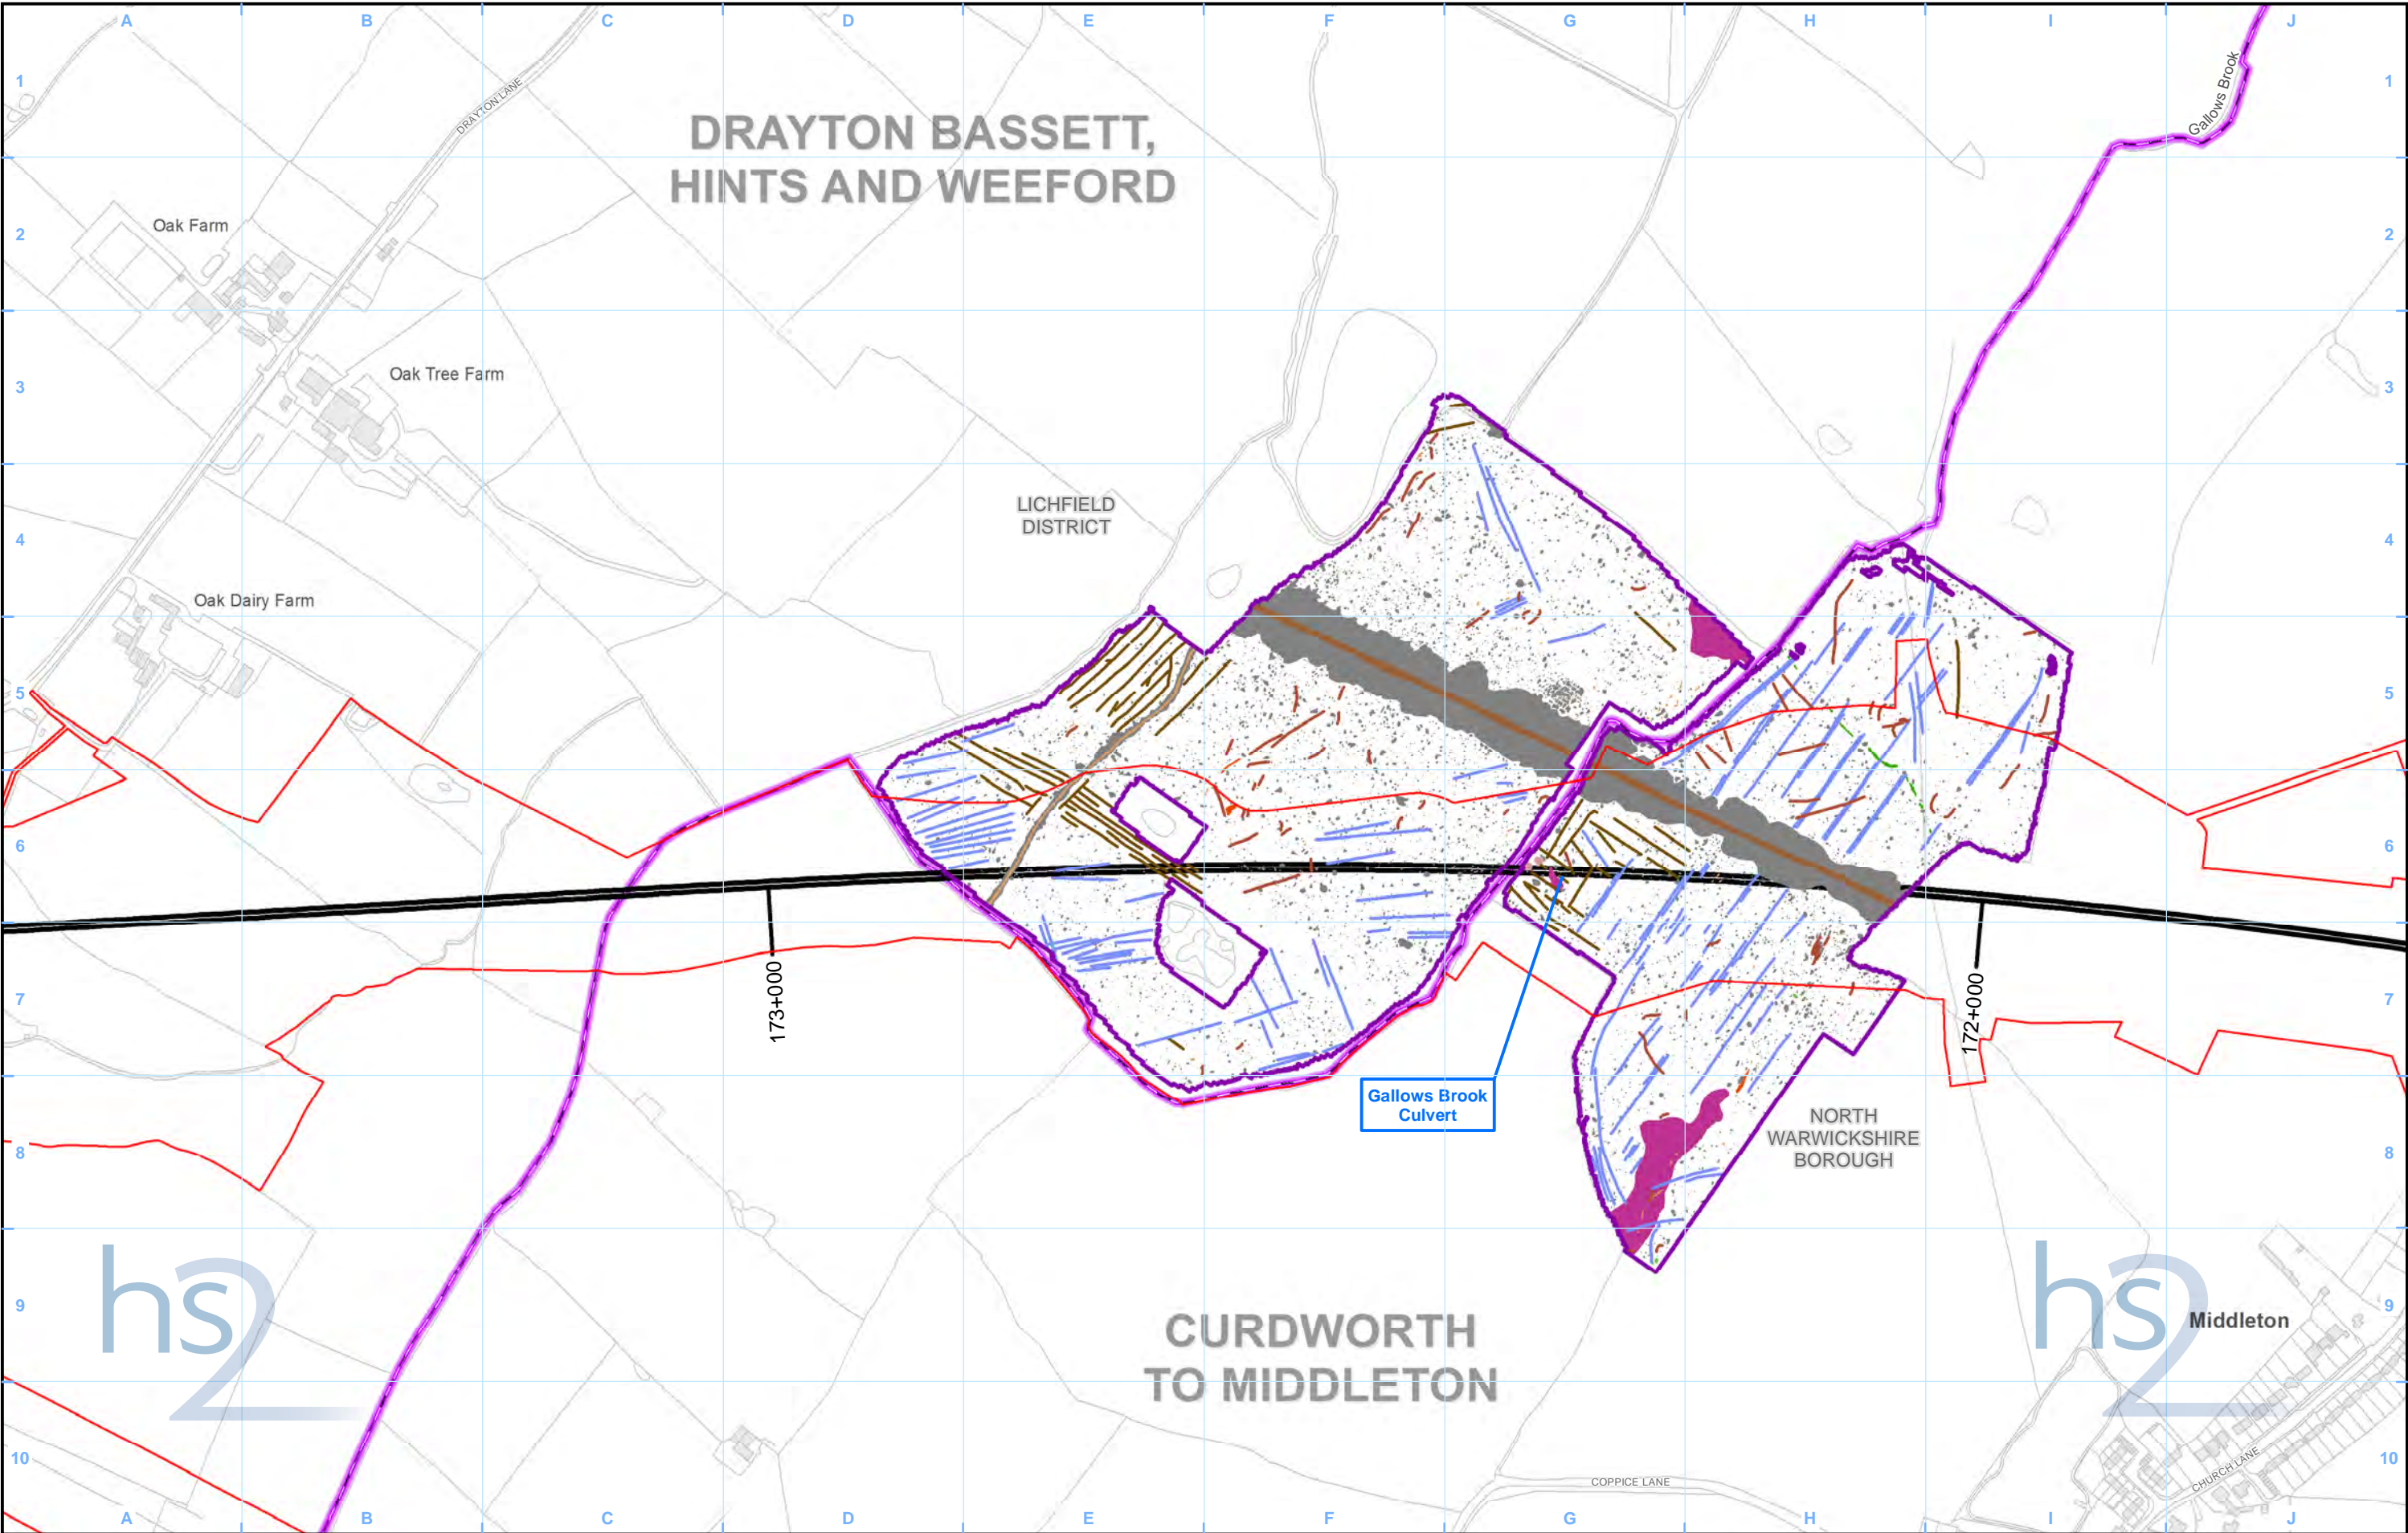 A B C D E F G H I J
1 1
Gallows Brook
DRAYTON LANE
DRAYTON BASSETT,
HINTS AND WEEFORD
Oak Farm
2 2
Oak Tree Farm
3 3
LICHFIELD
DISTRICT
4 4
Oak Dairy Farm
5 5
6 6
173+000
172+000
7 7
Gallows Brook
Culvert
NORTH
WARWICKSHIRE
BOROUGH
8 8
hs2
hs2
9 9
Middleton
CURDWORTH
TO MIDDLETON
10 10
COPPICE LANE
CHURCH LANE
A B C D E F G H I J